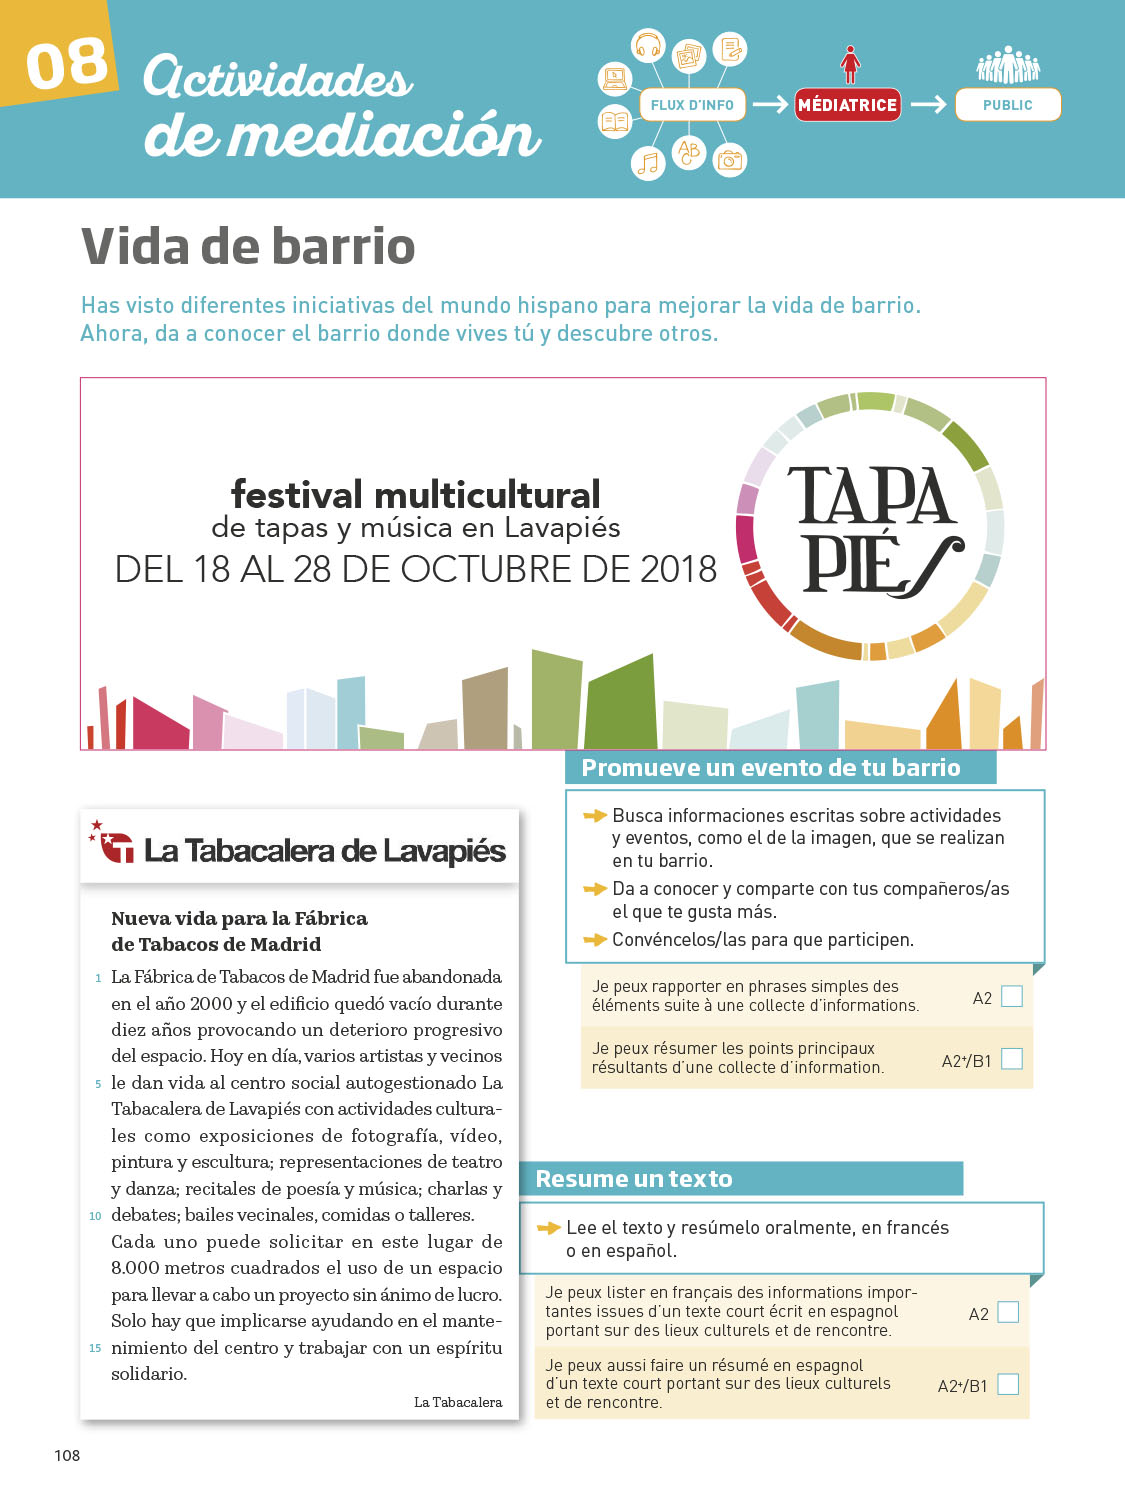 08
Actividades
de mediación
FLUX D'INFO
MÉDIATRICE
PUBLIC
AB
C
Vida de barrio
Has visto diferentes iniciativas del mundo hispano para mejorar la vida de barrio.
Ahora, da a conocer el barrio donde vives tú y descubre otros.
festival multicultural
de tapas y música en Lavapiés
DEL 18 AL 28 DE OCTUBRE DE 2018
TAPA
PIÉS
Promueve un evento de tu barrio
Busca informaciones escritas sobre actividades
y eventos, como el de la imagen, que se realizan
en tu barrio.
Da a conocer y comparte con tus compañeros/as
el que te gusta más.
Convéncelos/las para que participen.
Je peux rapporter en phrases simples des
éléments suite à une collecte d'informations.
A2
Je peux résumer les points principaux
résultants d'une collecte d'information.
A2+/B1
La Tabacalera de Lavapiés
Nueva vida para la Fábrica
de Tabacos de Madrid
1 La Fábrica de Tabacos de Madrid fue abandonada
en el año 2000 y el edificio quedó vacío durante
diez años provocando un deterioro progresivo
del espacio. Hoy en día, varios artistas y vecinos
5 le dan vida al centro social autogestionado La
Tabacalera de Lavapiés con actividades cultura-
les como exposiciones de fotografía, vídeo,
pintura y escultura; representaciones de teatro
y danza; recitales de poesía y música; charlas y
10 debates; bailes vecinales, comidas o talleres.
Cada uno puede solicitar en este lugar de
8.000 metros cuadrados el uso de un espacio
para llevar a cabo un proyecto sin ánimo de lucro.
Solo hay que implicarse ayudando en el mante-
15 nimiento del centro y trabajar con un espíritu
solidario.
La Tabacalera
Resume un texto
Lee el texto y resúmelo oralmente, en francés
o en español.
Je peux lister en français des informations impor-
tantes issues d'un texte court écrit en espagnol
portant sur des lieux culturels et de rencontre.
A2
Je peux aussi faire un résumé en espagnol
d'un texte court portant sur des lieux culturels
et de rencontre.
A2+/B1
108